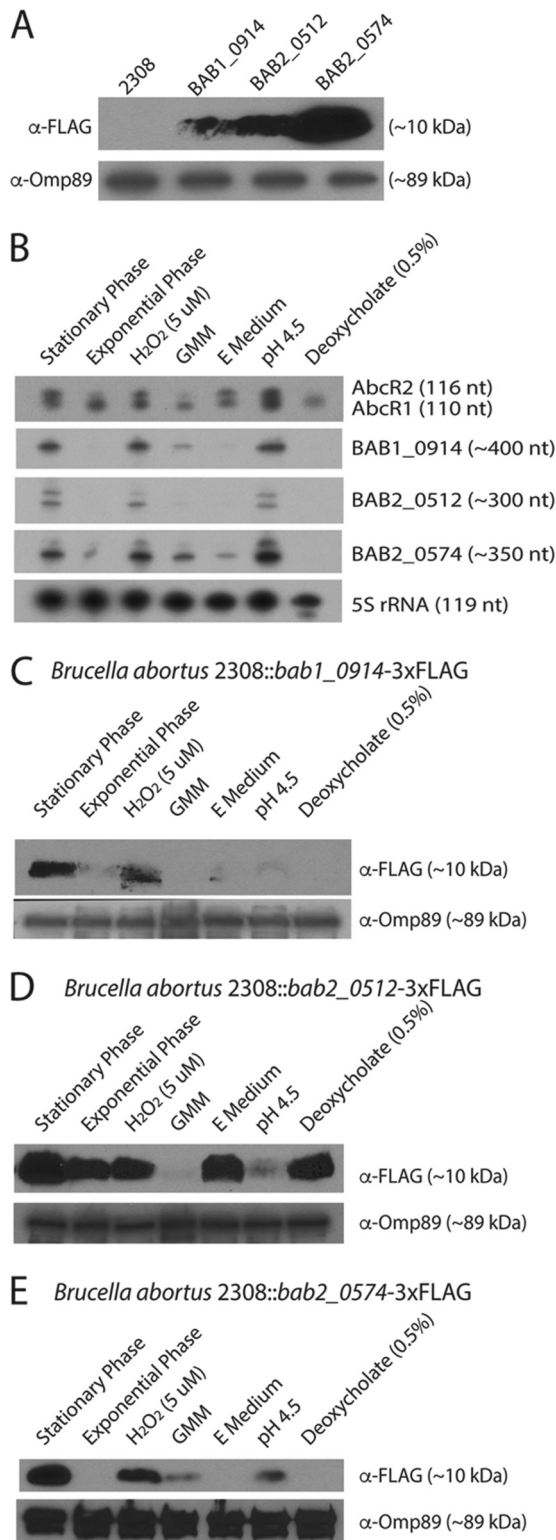 A
2308
BAB1_0914
BAB2_0512
BAB2_0574
α-FLAG
(~10 kDa)
α-Omp89
(~89 kDa)
B
Stationary Phase
Exponential Phase
H₂O₂ (5 uM)
GMM
E Medium
pH 4.5
Deoxycholate (0.5%)
AbcR2 (116 nt)
AbcR1 (110 nt)
BAB1_0914 (~400 nt)
BAB2_0512 (~300 nt)
BAB2_0574 (~350 nt)
5S rRNA (119 nt)
C Brucella abortus 2308::bab1_0914-3xFLAG
Stationary Phase
Exponential Phase
H₂O₂ (5 uM)
GMM
E Medium
pH 4.5
Deoxycholate (0.5%)
α-FLAG (~10 kDa)
α-Omp89 (~89 kDa)
D Brucella abortus 2308::bab2_0512-3xFLAG
Stationary Phase
Exponential Phase
H₂O₂ (5 uM)
GMM
E Medium
pH 4.5
Deoxycholate (0.5%)
α-FLAG (~10 kDa)
α-Omp89 (~89 kDa)
E Brucella abortus 2308::bab2_0574-3xFLAG
Stationary Phase
Exponential Phase
H₂O₂ (5 uM)
GMM
E Medium
pH 4.5
Deoxycholate (0.5%)
α-FLAG (~10 kDa)
α-Omp89 (~89 kDa)